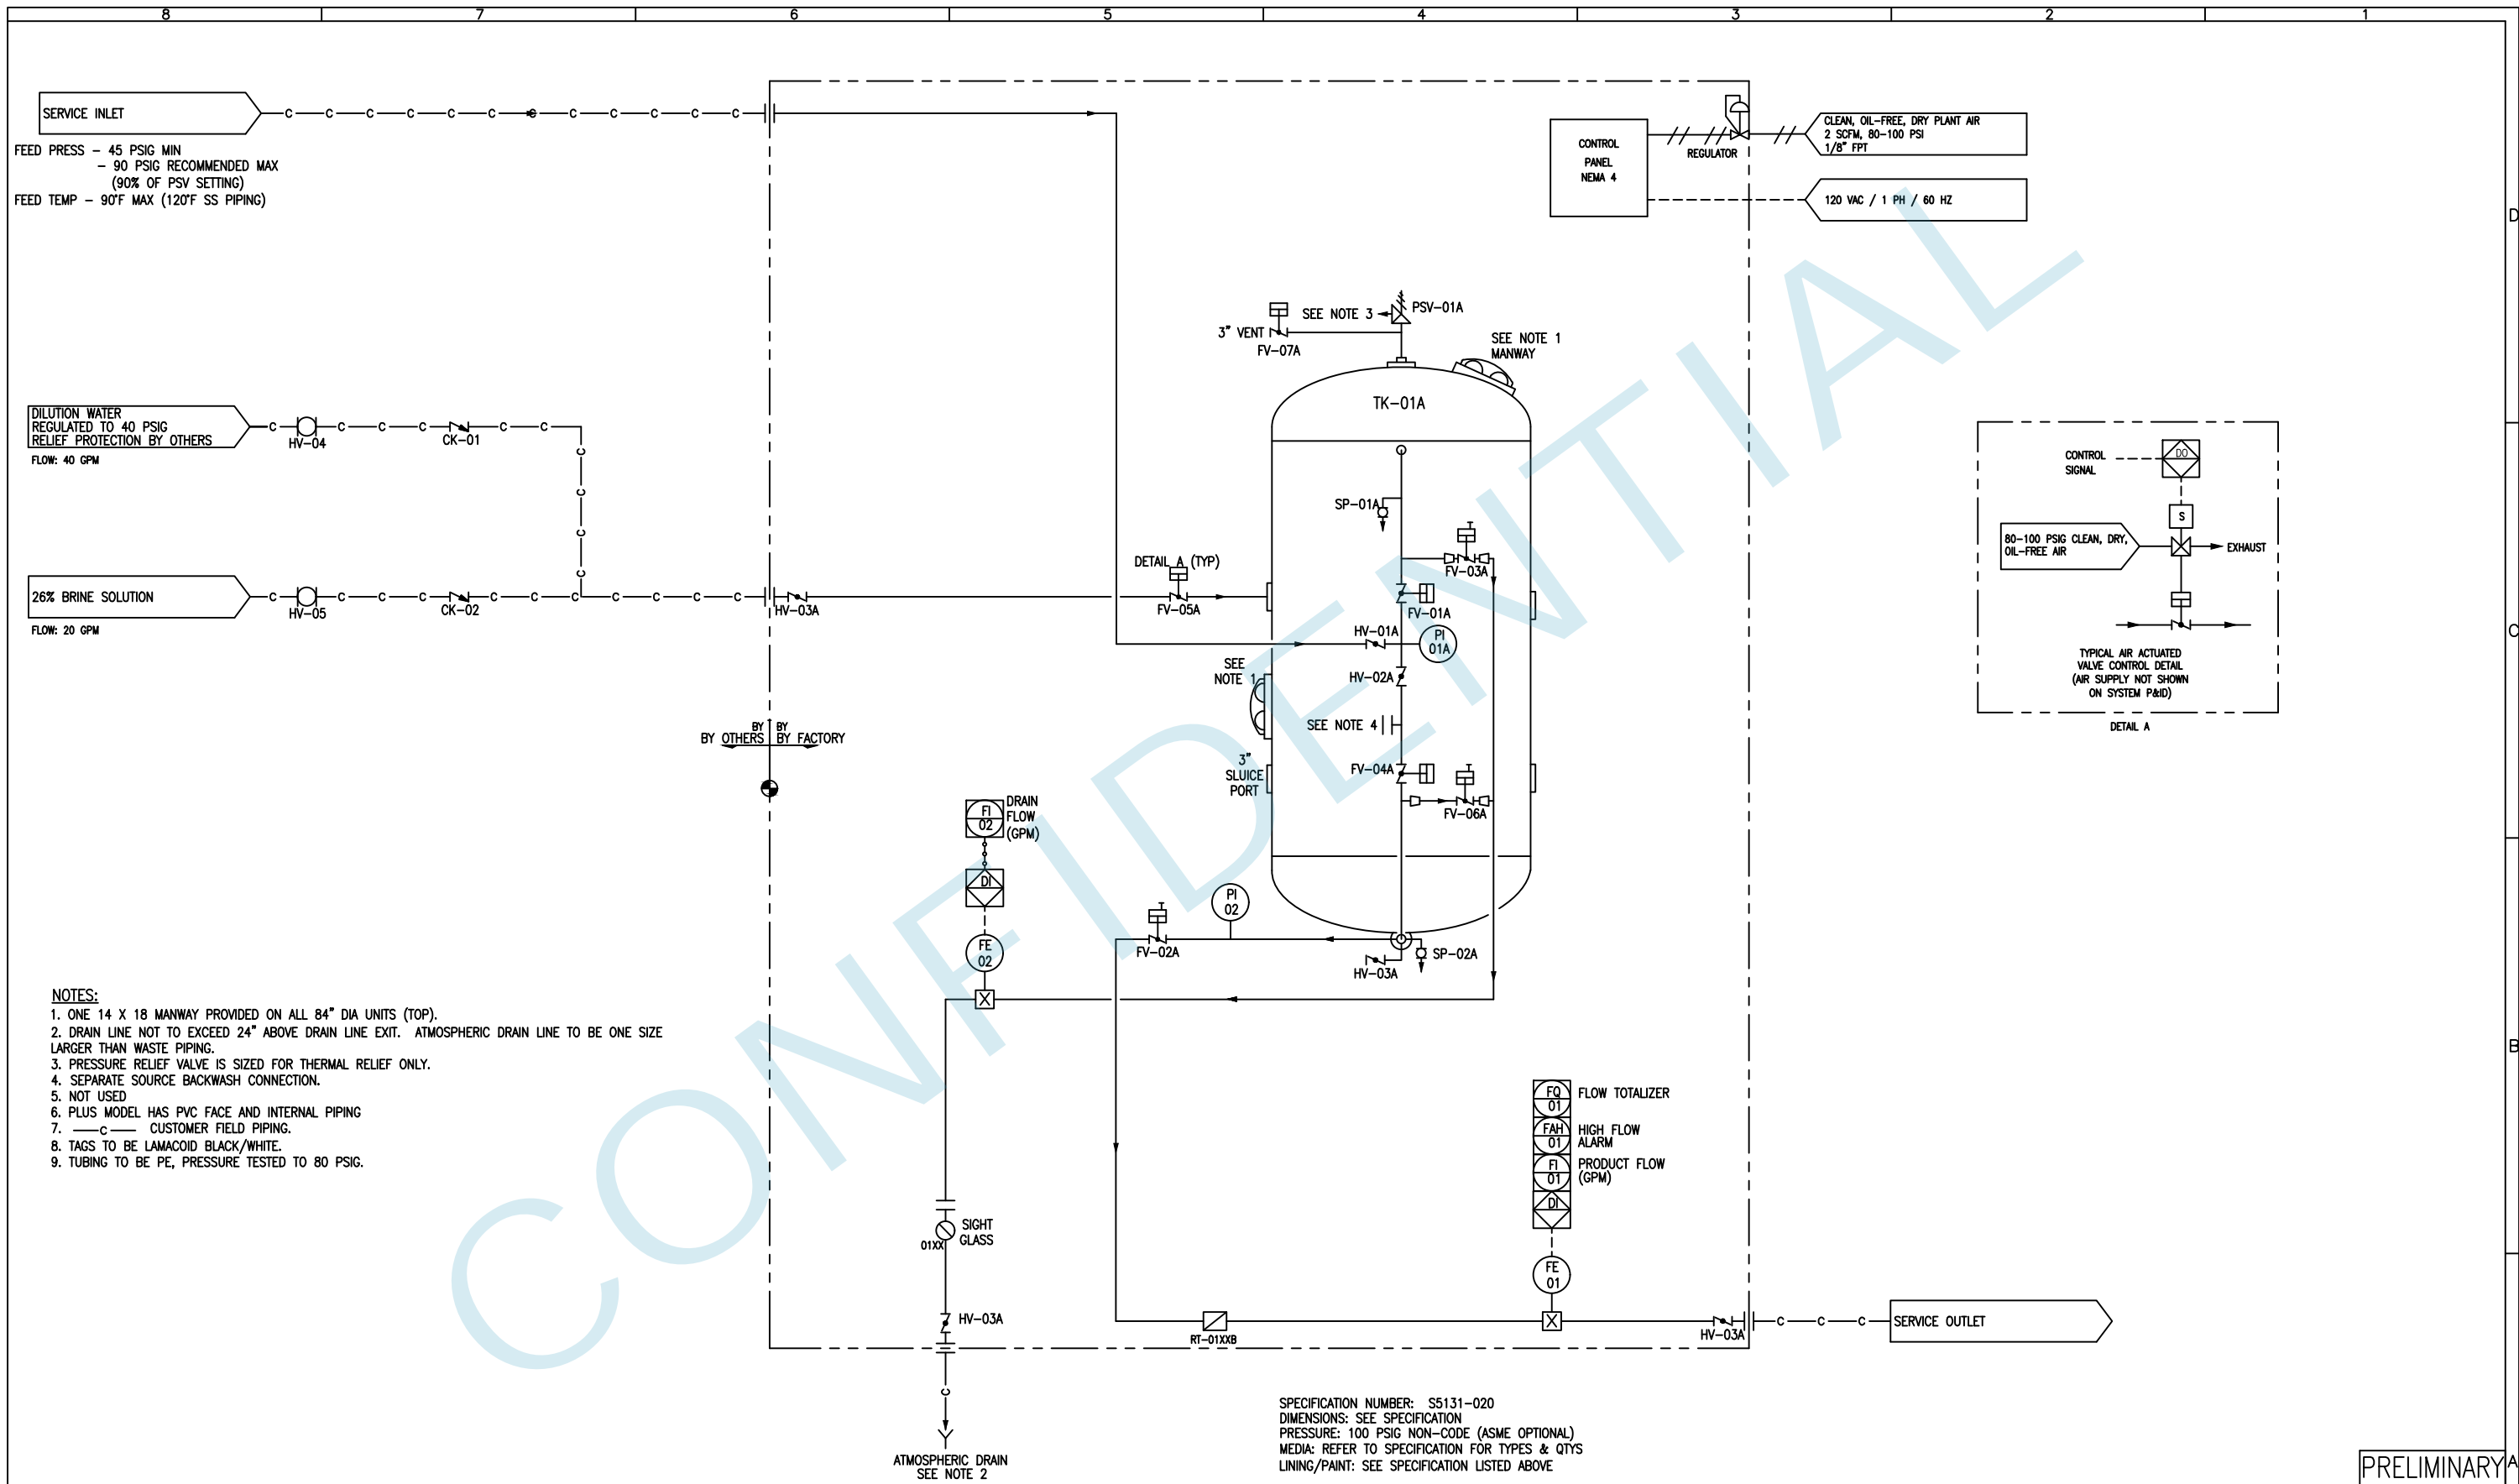 8 7 6 5 4 3 2 1
SERVICE INLET
C C C C C C C C C C C C
FEED PRESS - 45 PSIG MIN
- 90 PSIG RECOMMENDED MAX
(90% OF PSV SETTING)
FEED TEMP - 90°F MAX (120°F SS PIPING)
CONTROL
PANEL
NEMA 4
REGULATOR
CLEAN, OIL-FREE, DRY PLANT AIR
2 SCFM, 80-100 PSI
1/8" FPT
120 VAC / 1 PH / 60 HZ
D
SEE NOTE 3
PSV-01A
3" VENT
FV-07A
SEE NOTE 1
MANWAY
TK-01A
DILUTION WATER
REGULATED TO 40 PSIG
RELIEF PROTECTION BY OTHERS
FLOW: 40 GPM
C C C C C C
HV-04
CK-01
C
C
C
C
26% BRINE SOLUTION
FLOW: 20 GPM
C C C C C C C C C C C
HV-05
CK-02
HV-03A
DETAIL A (TYP)
FV-05A
SP-01A
FV-03A
FV-01A
HV-01A
PI
01A
HV-02A
SEE
NOTE 1
SEE NOTE 4
3"
SLUICE
PORT
FV-04A
FV-06A
CONTROL
SIGNAL
DO
S
80-100 PSIG CLEAN, DRY,
OIL-FREE AIR
EXHAUST
TYPICAL AIR ACTUATED
VALVE CONTROL DETAIL
(AIR SUPPLY NOT SHOWN
ON SYSTEM P&ID)
DETAIL A
C
BY BY
BY OTHERS BY FACTORY
FI
02
DRAIN
FLOW
(GPM)
DI
FE
02
X
PI
02
FV-02A
HV-03A
SP-02A
CONFIDENTIAL
NOTES:
1. ONE 14 X 18 MANWAY PROVIDED ON ALL 84" DIA UNITS (TOP).
2. DRAIN LINE NOT TO EXCEED 24" ABOVE DRAIN LINE EXIT. ATMOSPHERIC DRAIN LINE TO BE ONE SIZE
LARGER THAN WASTE PIPING.
3. PRESSURE RELIEF VALVE IS SIZED FOR THERMAL RELIEF ONLY.
4. SEPARATE SOURCE BACKWASH CONNECTION.
5. NOT USED
6. PLUS MODEL HAS PVC FACE AND INTERNAL PIPING
7. —C— CUSTOMER FIELD PIPING.
8. TAGS TO BE LAMACOID BLACK/WHITE.
9. TUBING TO BE PE, PRESSURE TESTED TO 80 PSIG.
B
FQ
01
FLOW TOTALIZER
FAH
01
HIGH FLOW
ALARM
FI
01
PRODUCT FLOW
(GPM)
DI
FE
01
X
SIGHT
GLASS
01XX
HV-03A
RT-01XXB
HV-03A
C C C
SERVICE OUTLET
C
ATMOSPHERIC DRAIN
SEE NOTE 2
SPECIFICATION NUMBER: S5131-020
DIMENSIONS: SEE SPECIFICATION
PRESSURE: 100 PSIG NON-CODE (ASME OPTIONAL)
MEDIA: REFER TO SPECIFICATION FOR TYPES & QTYS
LINING/PAINT: SEE SPECIFICATION LISTED ABOVE
PRELIMINARY
A